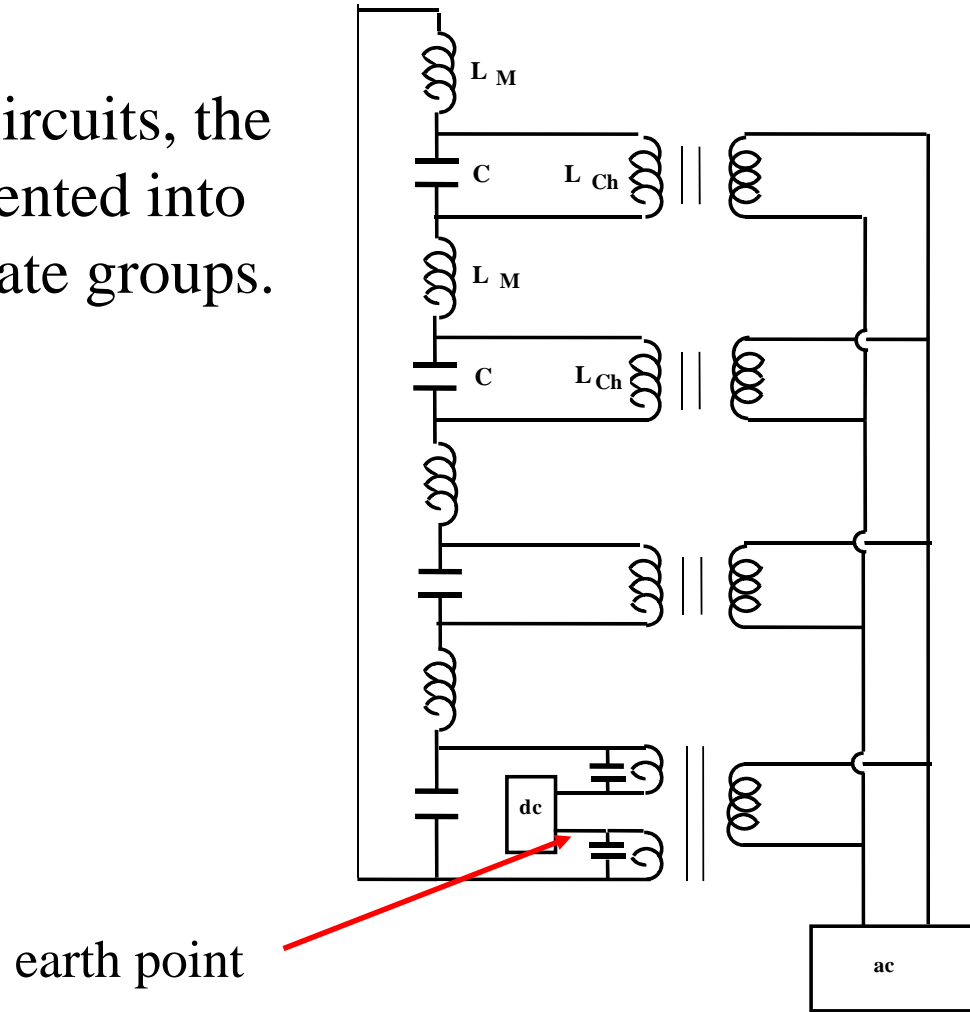 L M
ircuits, the
C L Ch
ented into
ate groups.
L M
C L Ch
dc
earth point
ac